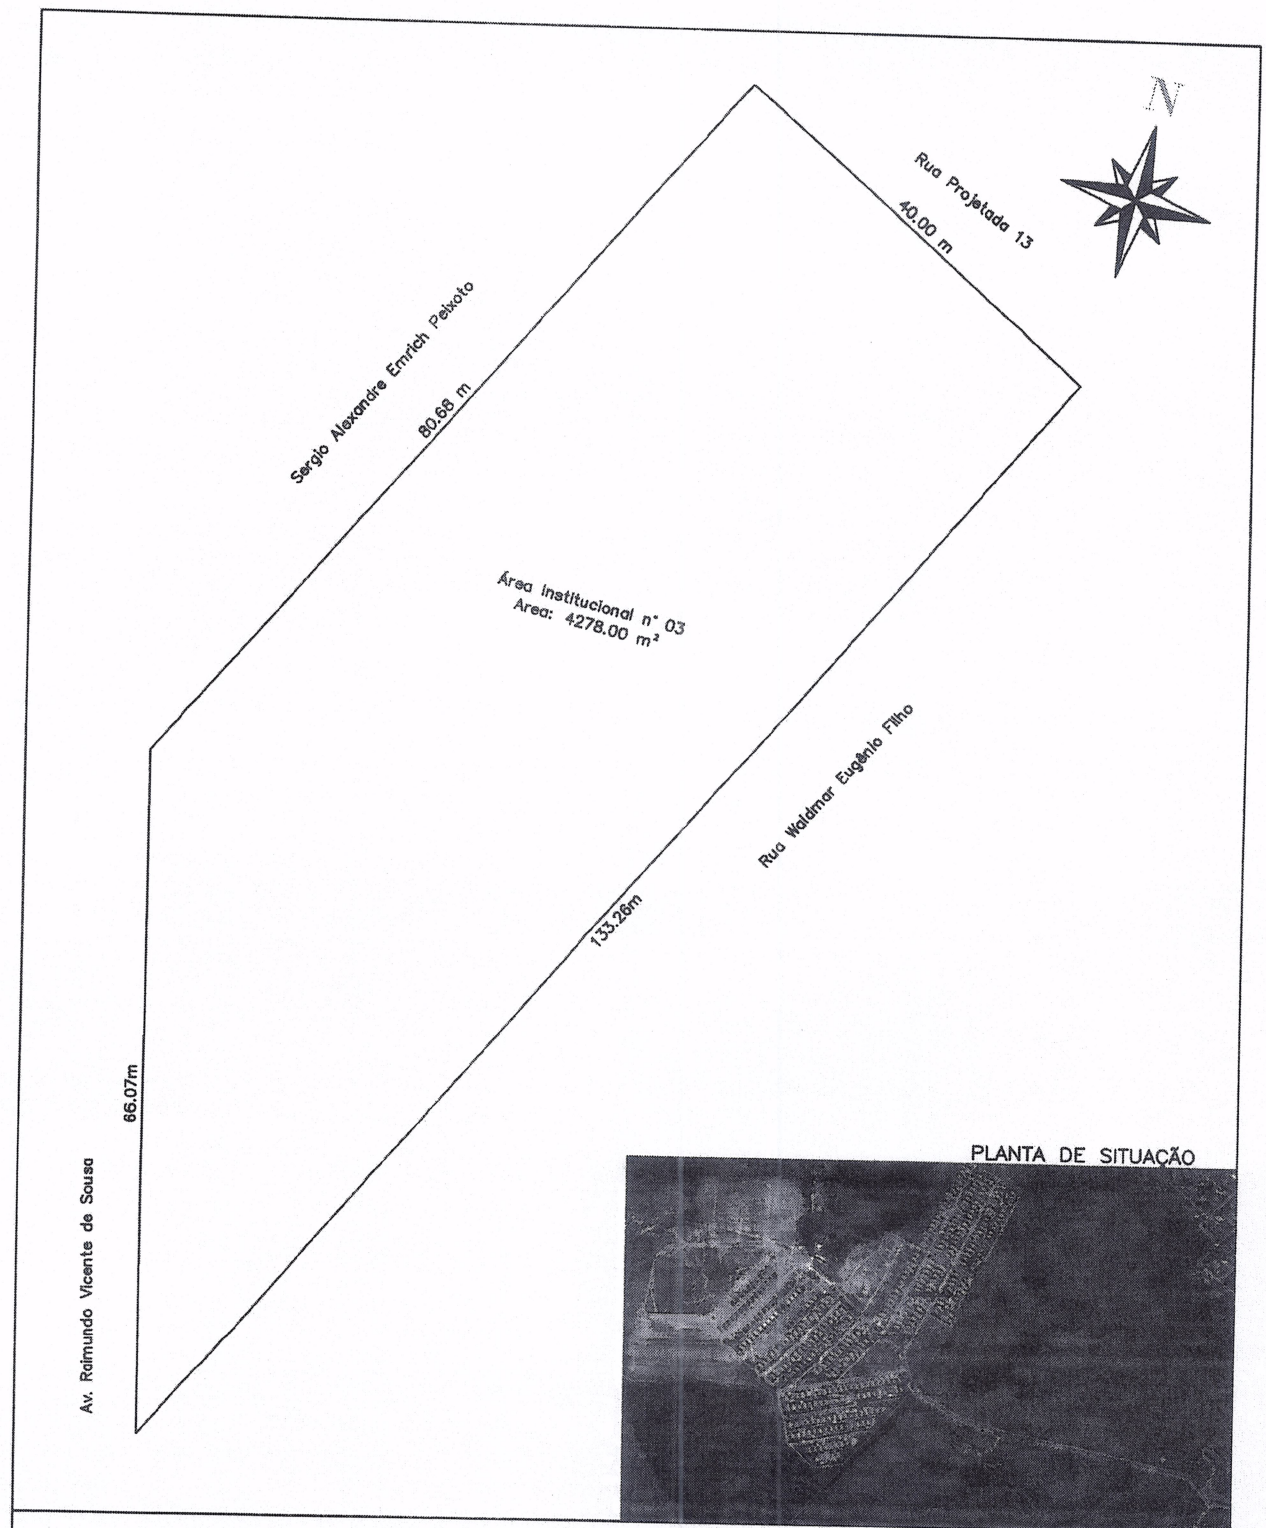 N
Rua Projetada 13
40.00 m
Sergio Alexandre Emrich Peixoto
80.68 m
Área Institucional n° 03
Area: 4278.00 m²
Rua Waldmar Eugênio Filho
133.26m
66.07m
Av. Raimundo Vicente de Sousa
PLANTA DE SITUAÇÃO